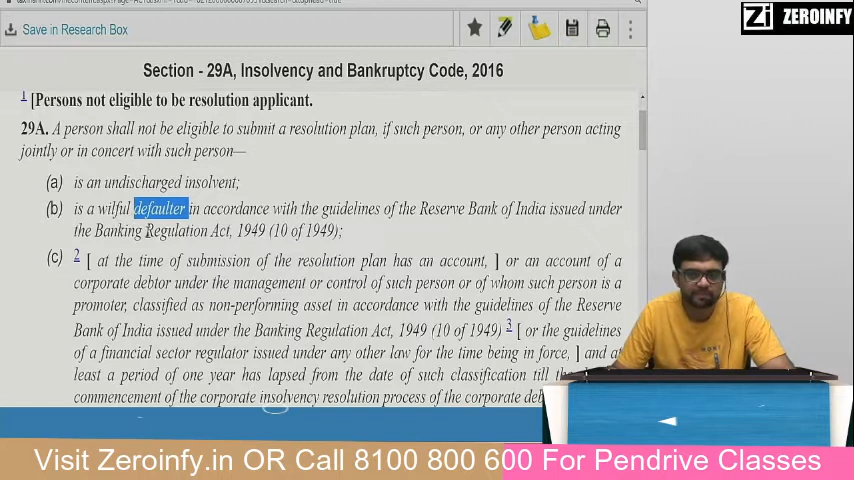 Zi ZEROINFY
Save in Research Box
Section - 29A, Insolvency and Bankruptcy Code, 2016
1 [Persons not eligible to be resolution applicant.
29A. A person shall not be eligible to submit a resolution plan, if such person, or any other person acting
jointly or in concert with such person—
(a) is an undischarged insolvent;
(b) is a wilful defaulter in accordance with the guidelines of the Reserve Bank of India issued under
the Banking Regulation Act, 1949 (10 of 1949);
(c) 2 [ at the time of submission of the resolution plan has an account, ] or an account of a
corporate debtor under the management or control of such person or of whom such person is a
promoter, classified as non-performing asset in accordance with the guidelines of the Reserve
Bank of India issued under the Banking Regulation Act, 1949 (10 of 1949) 3 [ or the guidelines
of a financial sector regulator issued under any other law for the time being in force, ] and at
least a period of one year has lapsed from the date of such classification till the
commencement of the corporate insolvency resolution process of the corporate
Visit Zeroinfy.in OR Call 8100 800 600 For Pendrive Classes